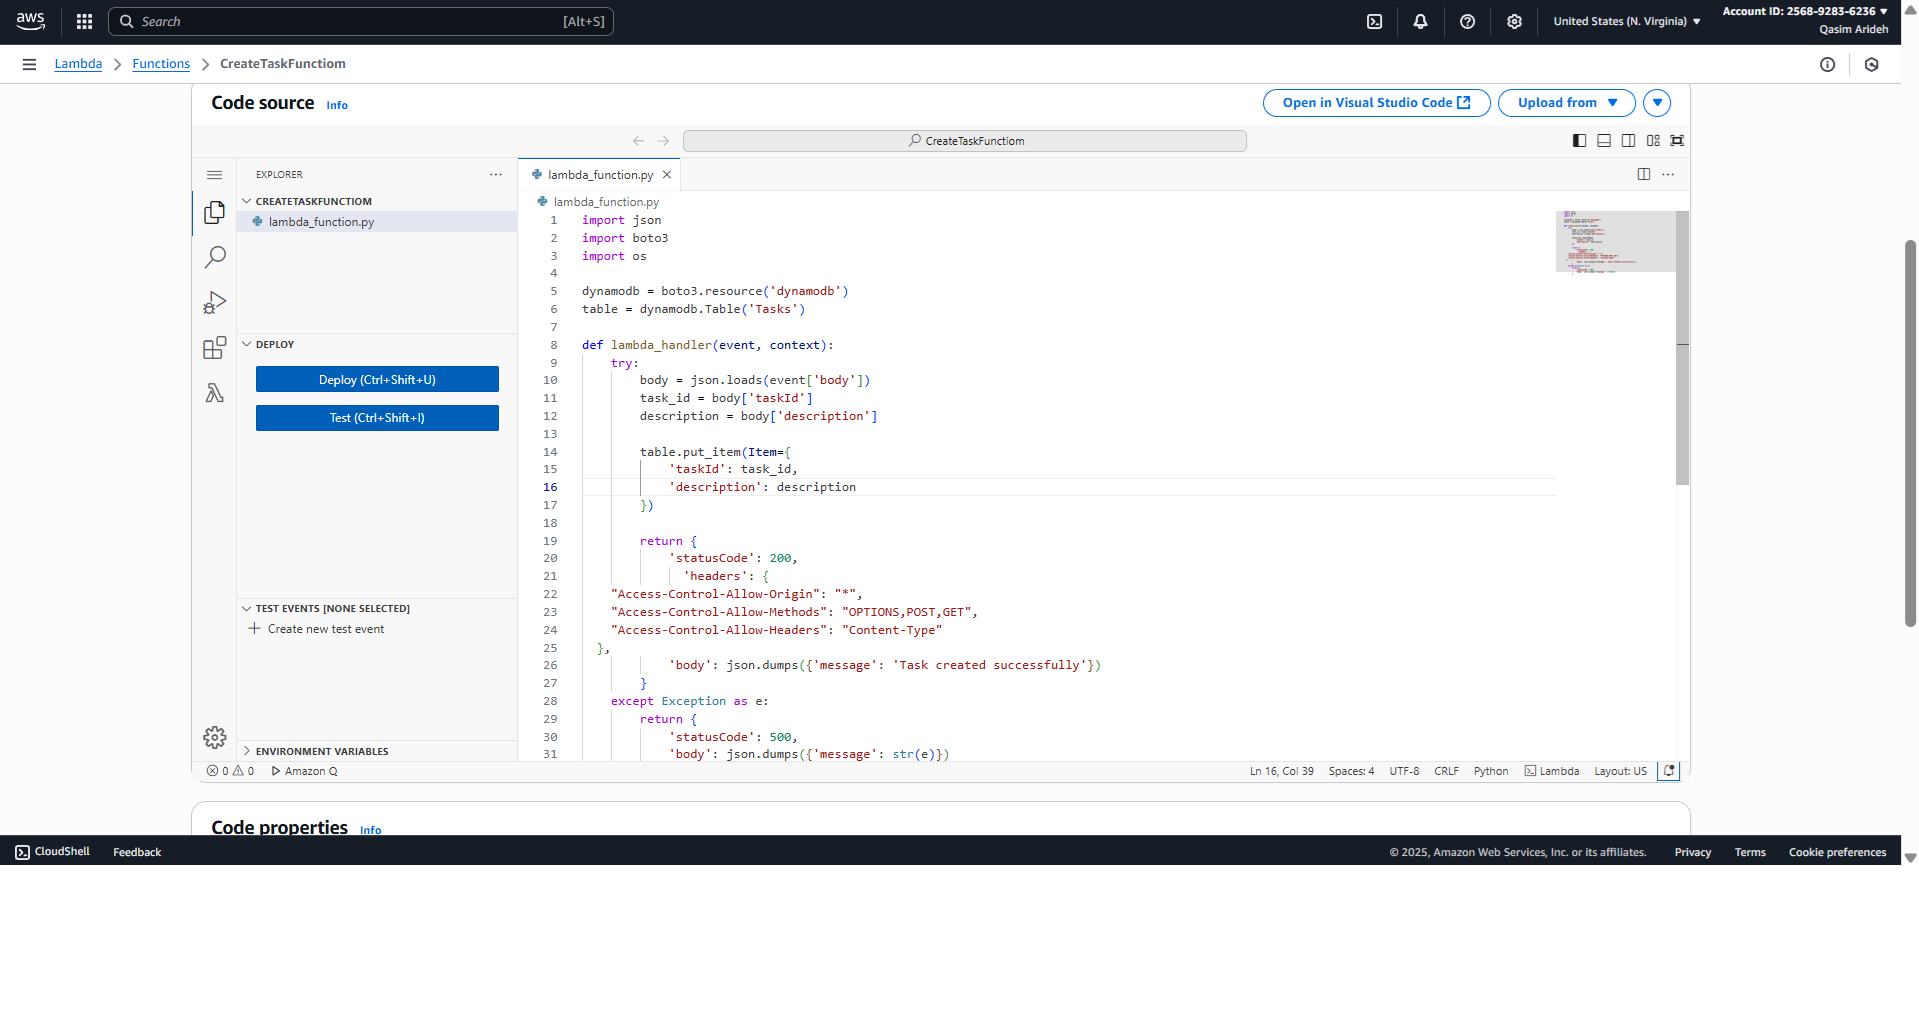 aws
Search
[Alt+S]
United States (N. Virginia)
Account ID: 2568-9283-6236
Qasim Arideh
Lambda
Functions
CreateTaskFunctiom
Code source
Info
Open in Visual Studio Code
Upload from
CreateTaskFunctiom
EXPLORER
CREATETASKFUNCTIOM
lambda_function.py
DEPLOY
Deploy (Ctrl+Shift+U)
Test (Ctrl+Shift+I)
TEST EVENTS [NONE SELECTED]
Create new test event
ENVIRONMENT VARIABLES
lambda_function.py
lambda_function.py
1 import json
2 import boto3
3 import os
4
5 dynamodb = boto3.resource('dynamodb')
6 table = dynamodb.Table('Tasks')
7
8 def lambda_handler(event, context):
9 try:
10 body = json.loads(event['body'])
11 task_id = body['taskId']
12 description = body['description']
13
14 table.put_item(Item={
15 'taskId': task_id,
16 'description': description
17 })
18
19 return {
20 'statusCode': 200,
21 'headers': {
22 "Access-Control-Allow-Origin": "*",
23 "Access-Control-Allow-Methods": "OPTIONS,POST,GET",
24 "Access-Control-Allow-Headers": "Content-Type"
25 },
26 'body': json.dumps({'message': 'Task created successfully'})
27 }
28 except Exception as e:
29 return {
30 'statusCode': 500,
31 'body': json.dumps({'message': str(e)})
0 0
Amazon Q
Ln 16, Col 39
Spaces: 4
UTF-8
CRLF
Python
Lambda
Layout: US
Code properties
Info
CloudShell
Feedback
© 2025, Amazon Web Services, Inc. or its affiliates.
Privacy
Terms
Cookie preferences